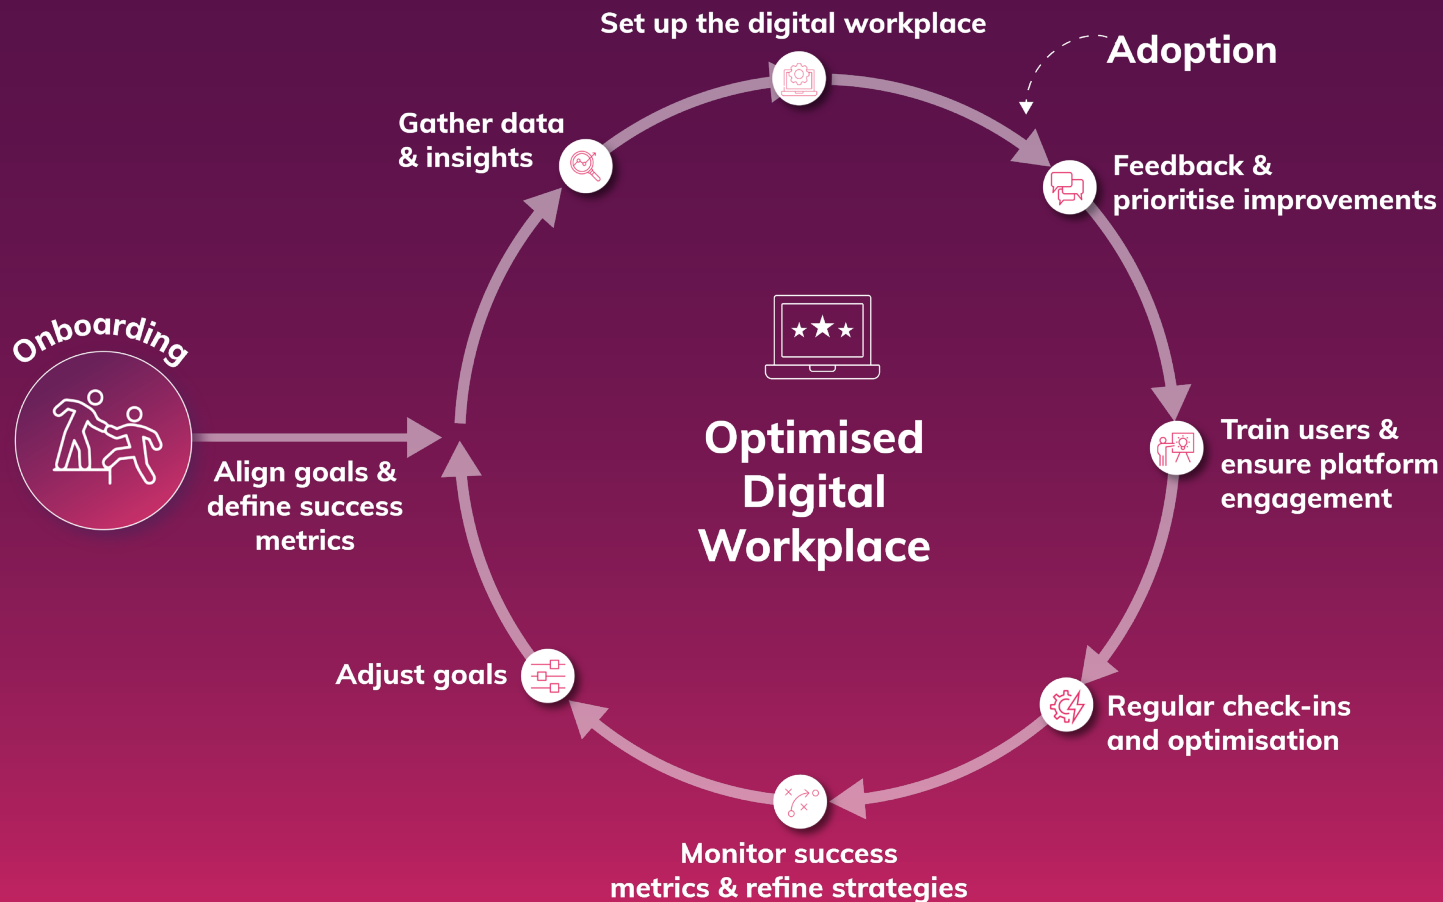 Set up the digital workplace
Adoption
Gather data
& insights
Feedback &
prioritise improvements
Onboarding
Align goals &
define success
metrics
Optimised
Digital
Workplace
Train users &
ensure platform
engagement
Adjust goals
Regular check-ins
and optimisation
Monitor success
metrics & refine strategies